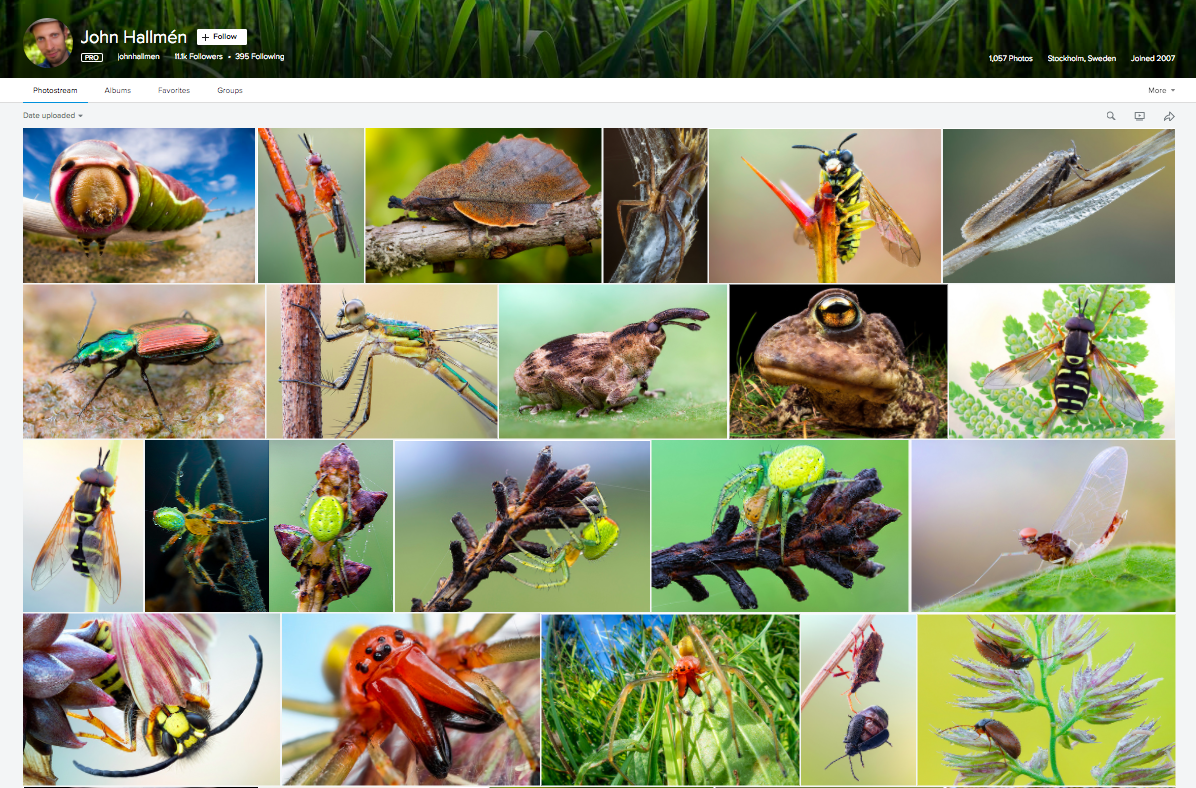 John Hallmén
+ Follow
PRO johnhallmen 11.1k Followers • 395 Following
1,057 Photos Stockholm, Sweden Joined 2007
Photostream Albums Favorites Groups More
Date uploaded